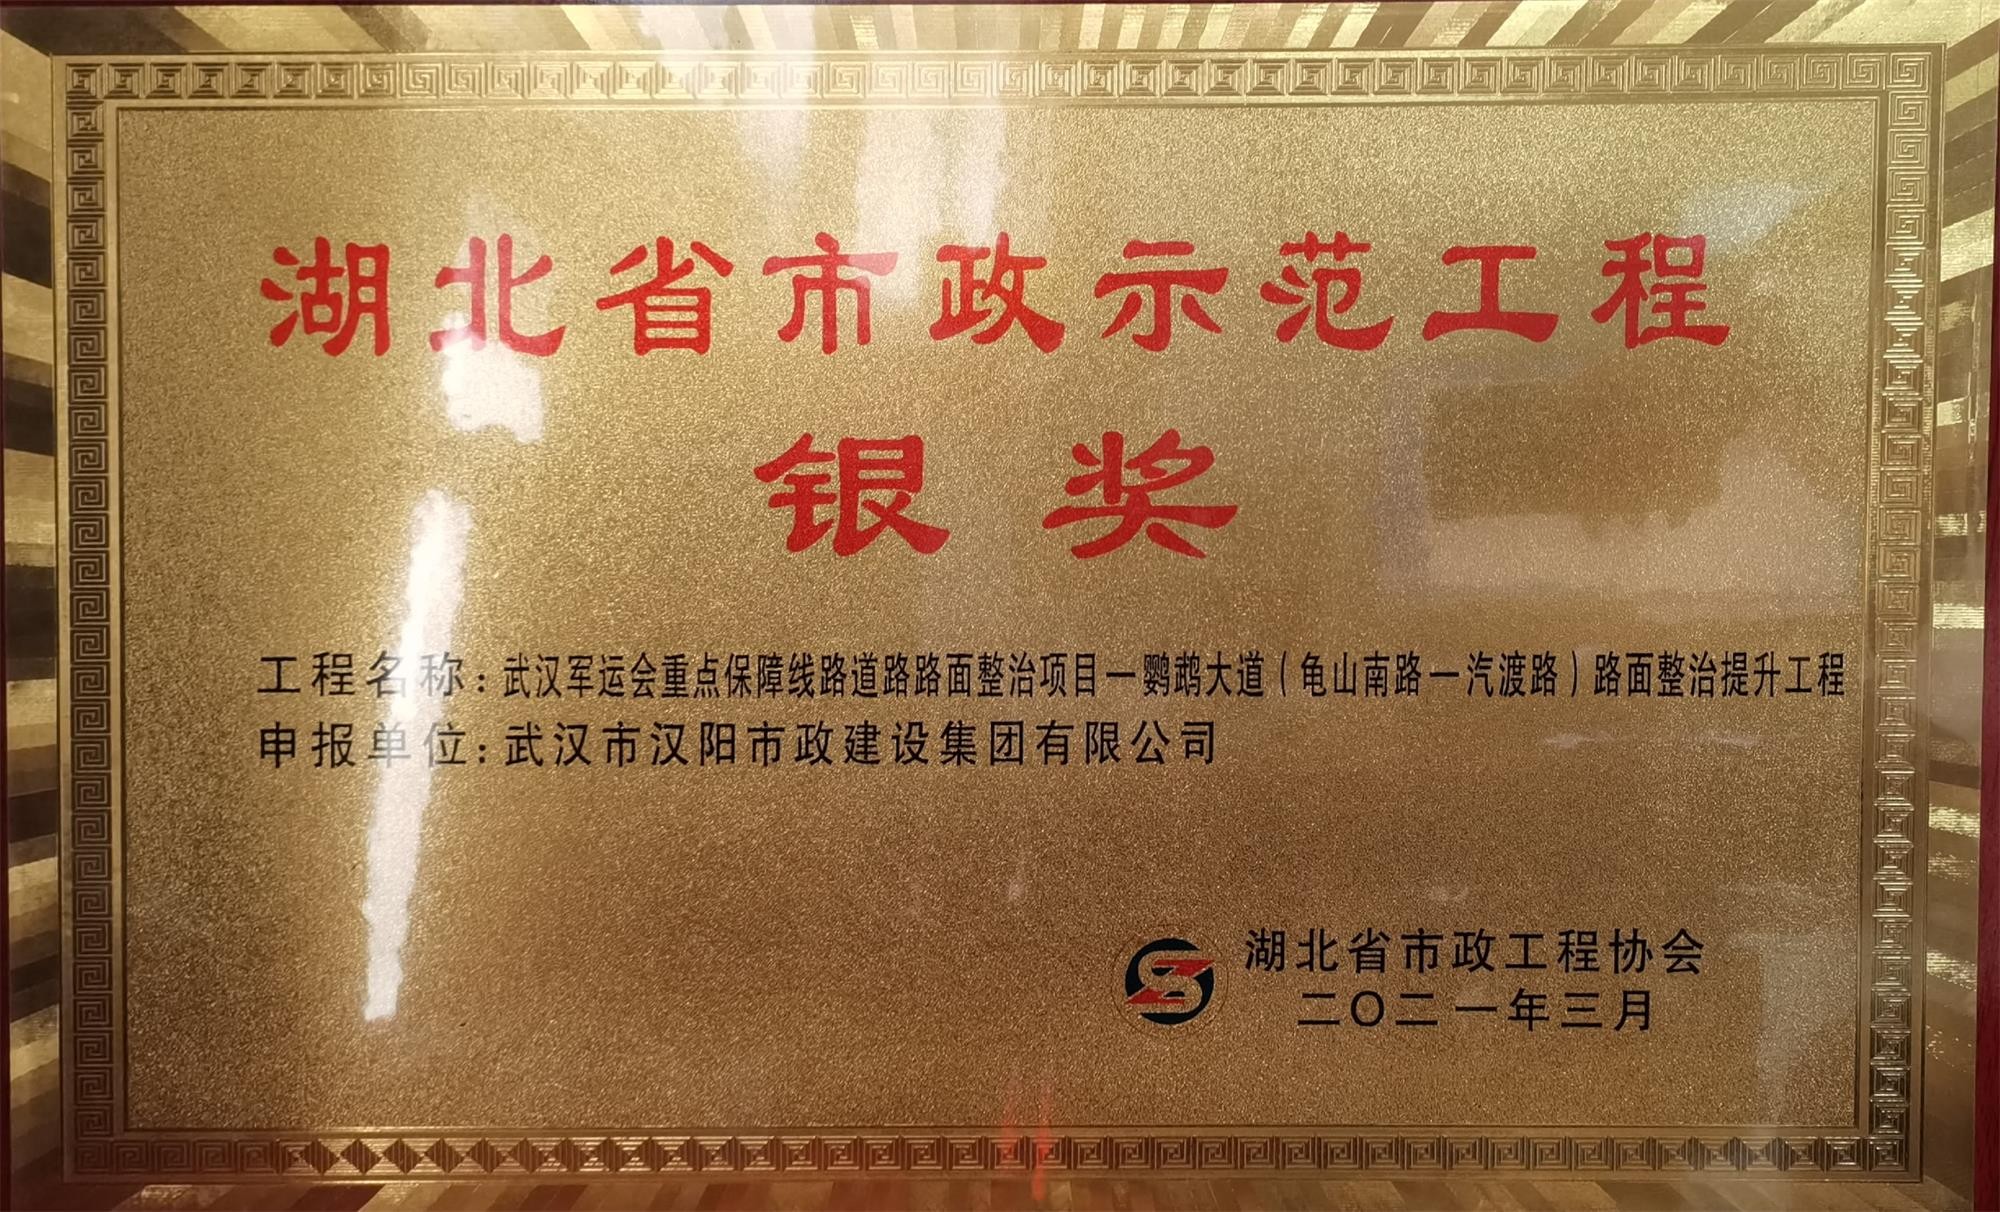 湖北省市政示范工程
银奖
工程名称：武汉军运会重点保障线路道路路面整治项目—鹦鹉大道（龟山南路—汽渡路）路面整治提升工程
申报单位：武汉市汉阳市政建设集团有限公司
湖北省市政工程协会
二〇二一年三月